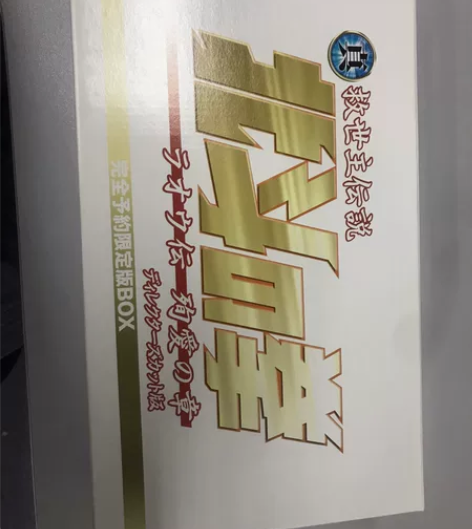 真
救世主伝説
北斗の拳
ラオウ伝 殉愛の章
ディレクターズカット版
完全予約限定版BOX